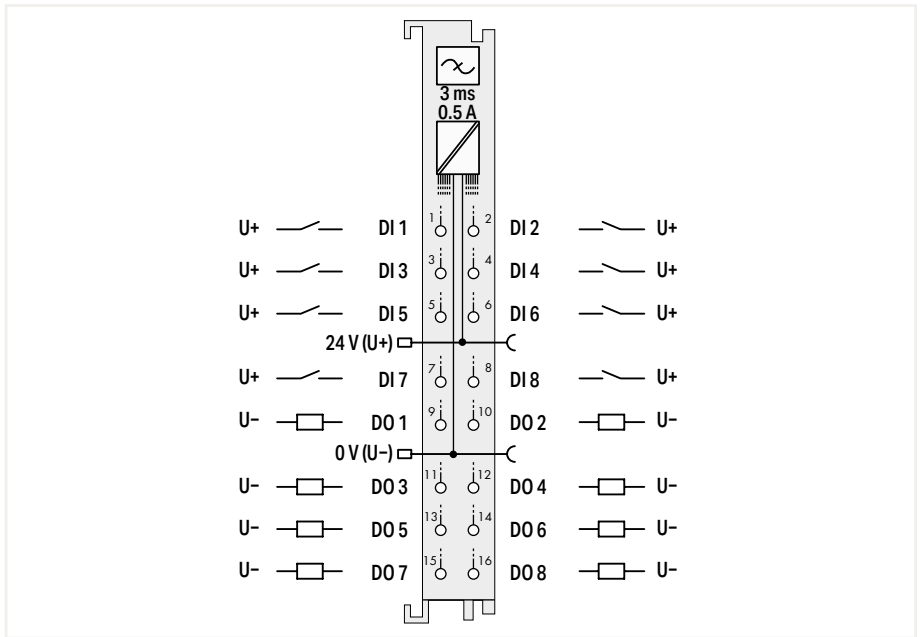 3 ms
0.5 A
U+ DI 1 1 2 DI 2 U+
U+ DI 3 3 4 DI 4 U+
U+ DI 5 5 6 DI 6 U+
24 V (U+)
U+ DI 7 7 8 DI 8 U+
U− DO 1 9 10 DO 2 U−
0 V (U−)
U− DO 3 11 12 DO 4 U−
U− DO 5 13 14 DO 6 U−
U− DO 7 15 16 DO 8 U−